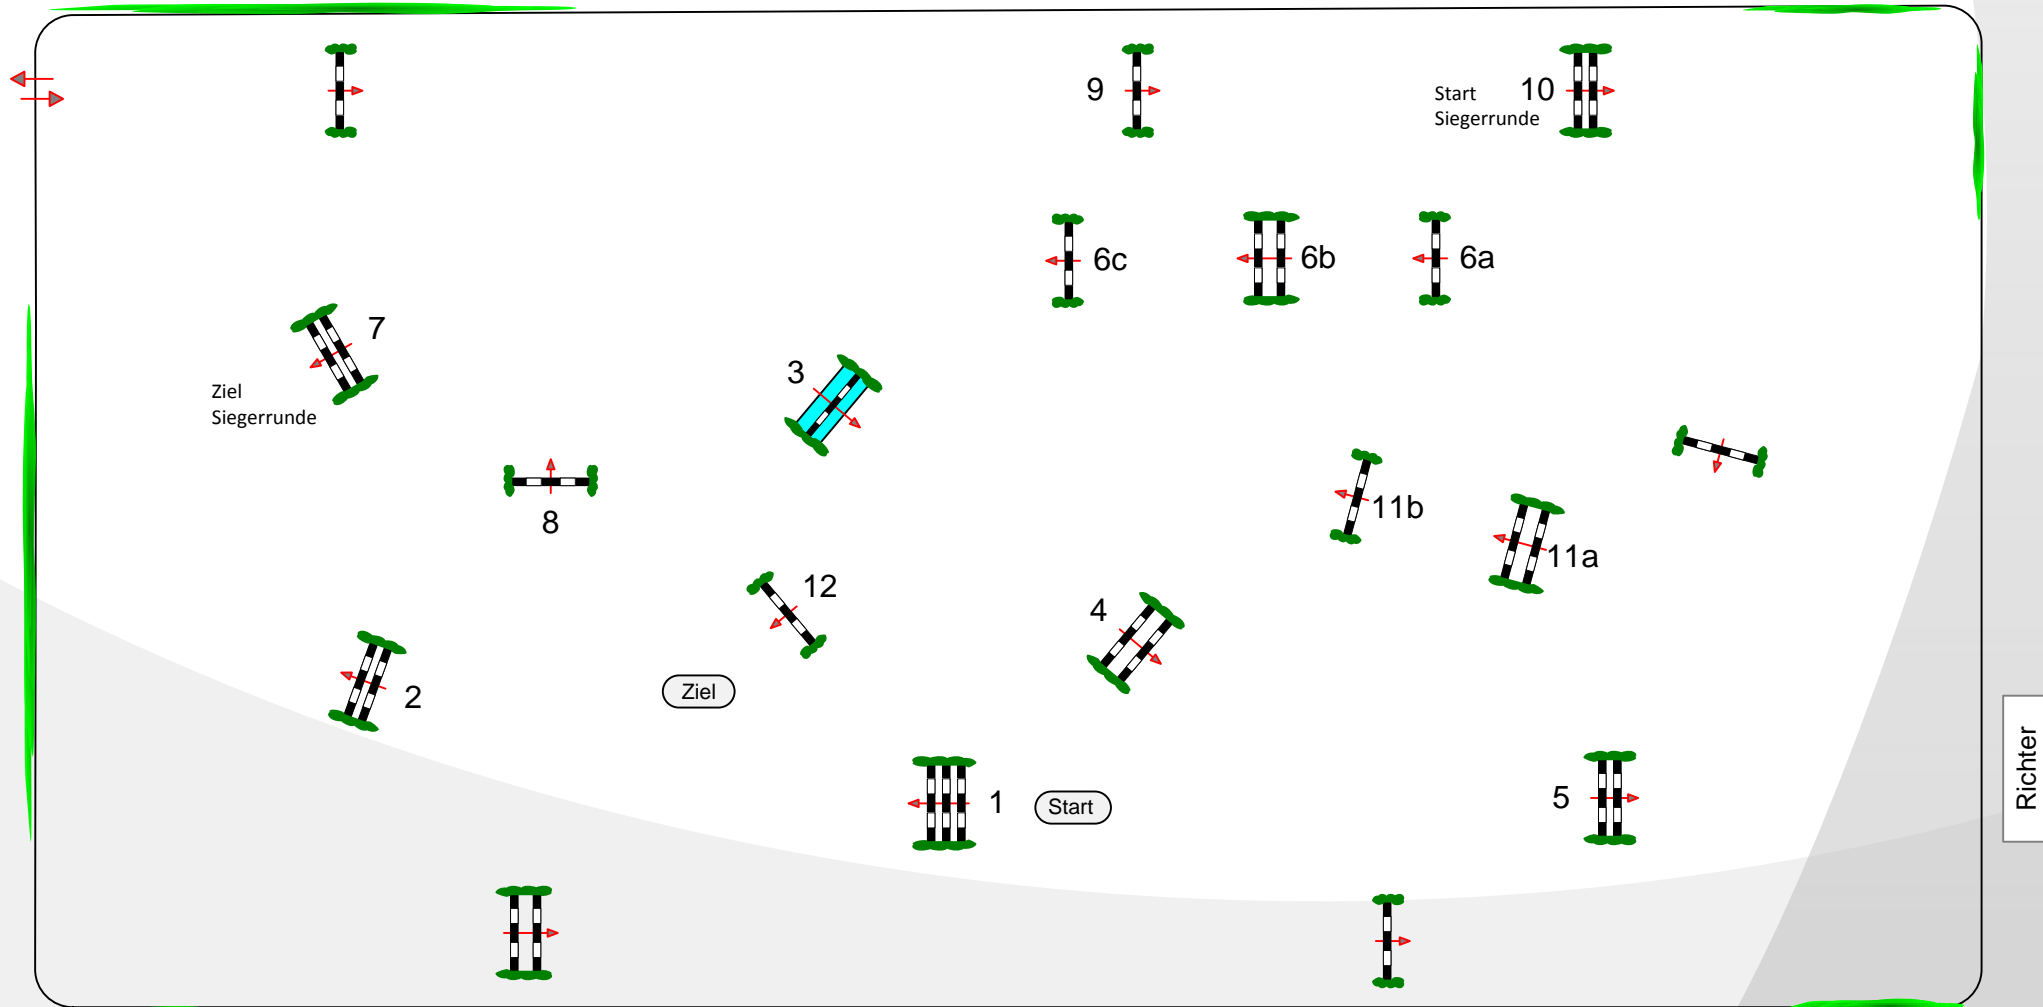 9
Start
Siegerrunde
10
6c
6b
6a
7
3
Ziel
Siegerrunde
8
11b
11a
12
4
2
Ziel
1
Start
5
Richter